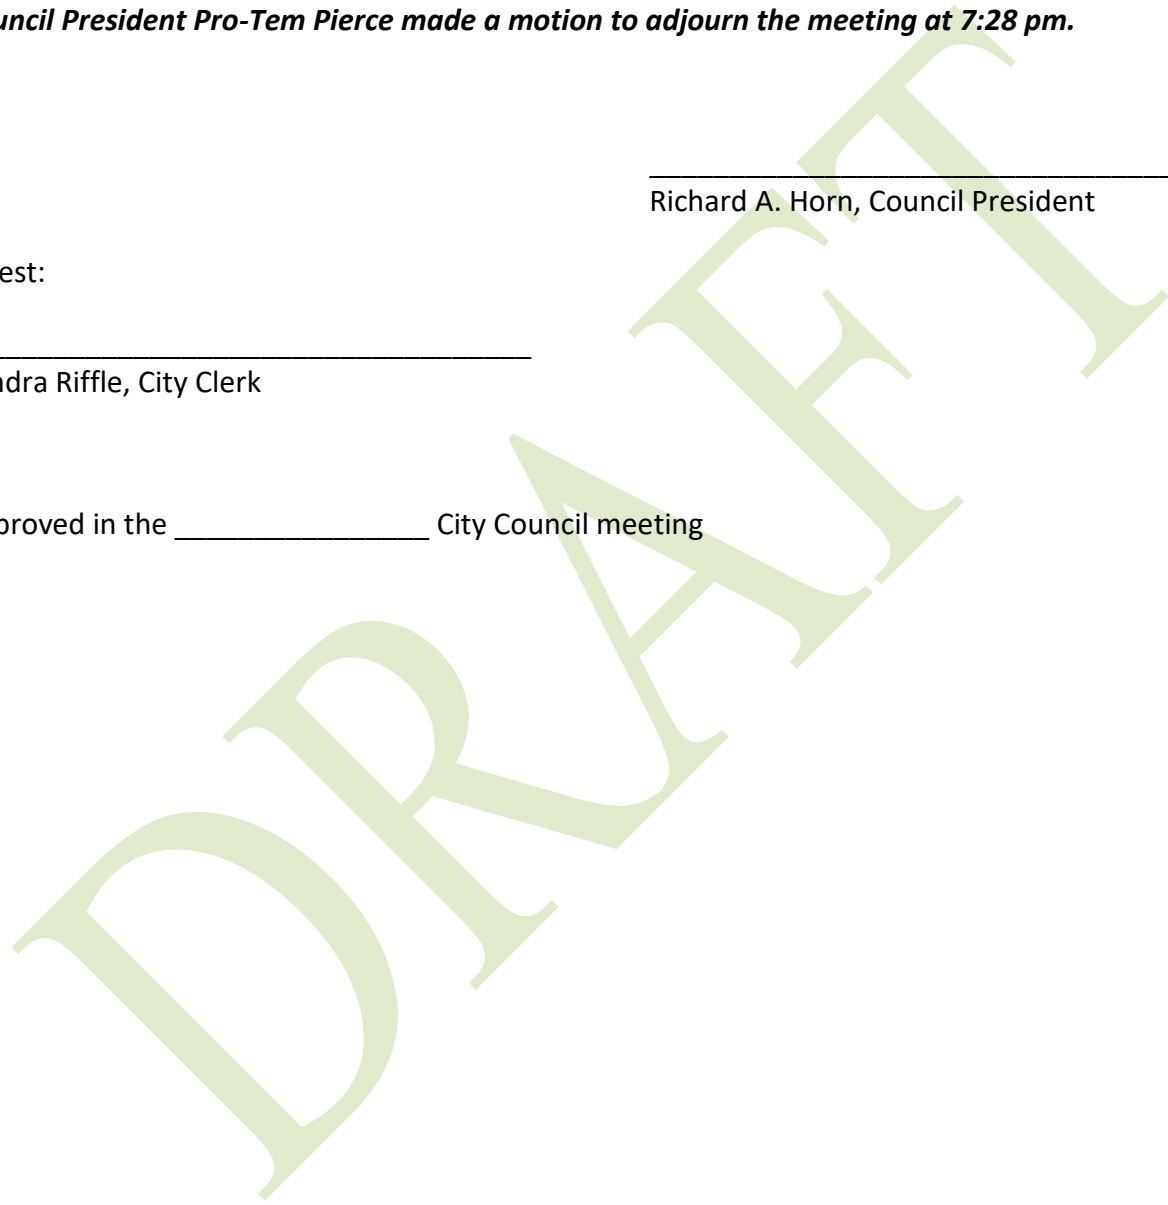 uncil President Pro-Tem Pierce made a motion to adjourn the meeting at 7:28 pm.
Richard A. Horn, Council President
est:
ndra Riffle, City Clerk
proved in the ________________ City Council meeting
DRAFT